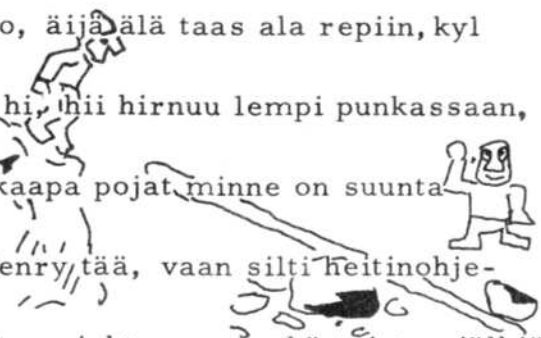 o, äijä älä taas ala repiin, kyl
hi, hii hirnuu lempi punkassaan,
kaapa pojat minne on suunta
enry tää, vaan silti heitinohje-